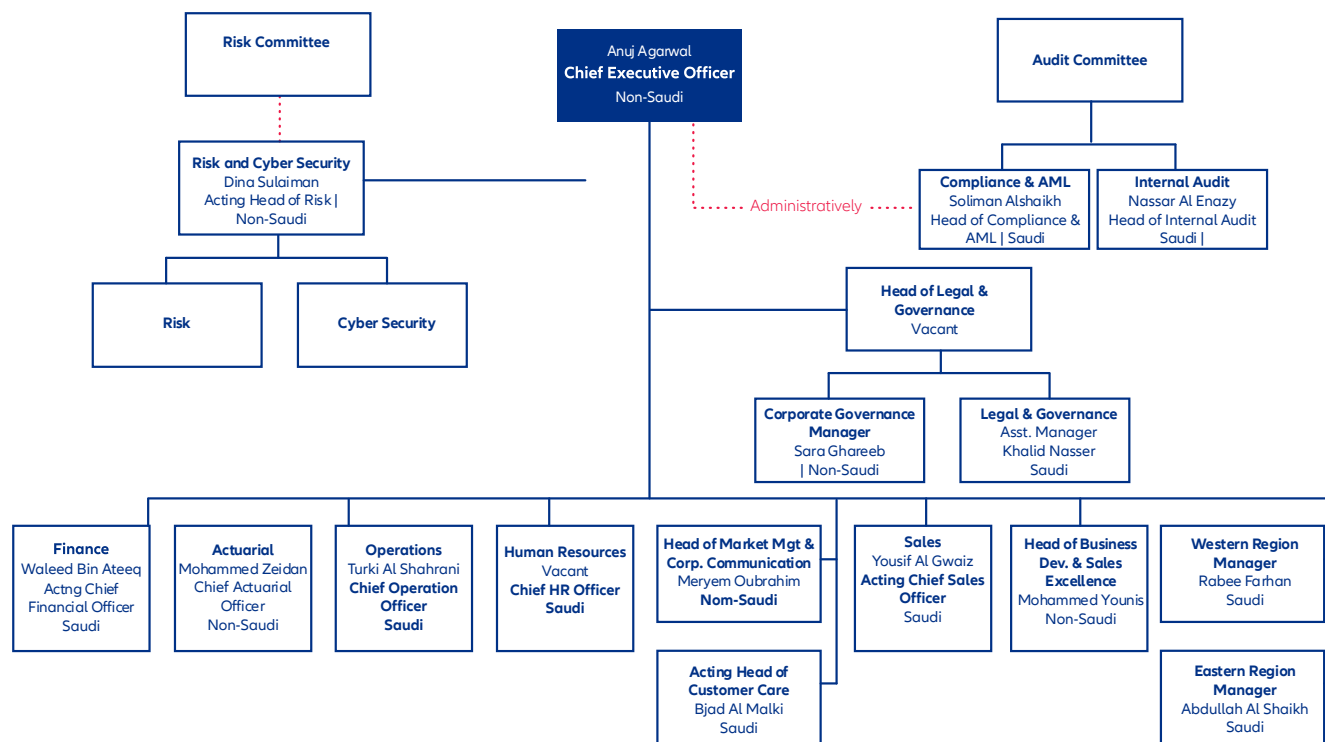 Risk Committee
Anuj Agarwal
Chief Executive Officer
Non-Saudi
Audit Committee
Risk and Cyber Security
Dina Sulaiman
Acting Head of Risk |
Non-Saudi
Administratively
Compliance & AML
Soliman Alshaikh
Head of Compliance &
AML | Saudi
Internal Audit
Nassar Al Enazy
Head of Internal Audit
Saudi |
Risk
Cyber Security
Head of Legal &
Governance
Vacant
Corporate Governance
Manager
Sara Ghareeb
| Non-Saudi
Legal & Governance
Asst. Manager
Khalid Nasser
Saudi
Finance
Waleed Bin Ateeq
Actng Chief
Financial Officer
Saudi
Actuarial
Mohammed Zeidan
Chief Actuarial
Officer
Non-Saudi
Operations
Turki Al Shahrani
Chief Operation
Officer
Saudi
Human Resources
Vacant
Chief HR Officer
Saudi
Head of Market Mgt &
Corp. Communication
Meryem Oubrahim
Nom-Saudi
Sales
Yousif Al Gwaiz
Acting Chief Sales
Officer
Saudi
Head of Business
Dev. & Sales
Excellence
Mohammed Younis
Non-Saudi
Western Region
Manager
Rabee Farhan
Saudi
Acting Head of
Customer Care
Bjad Al Malki
Saudi
Eastern Region
Manager
Abdullah Al Shaikh
Saudi